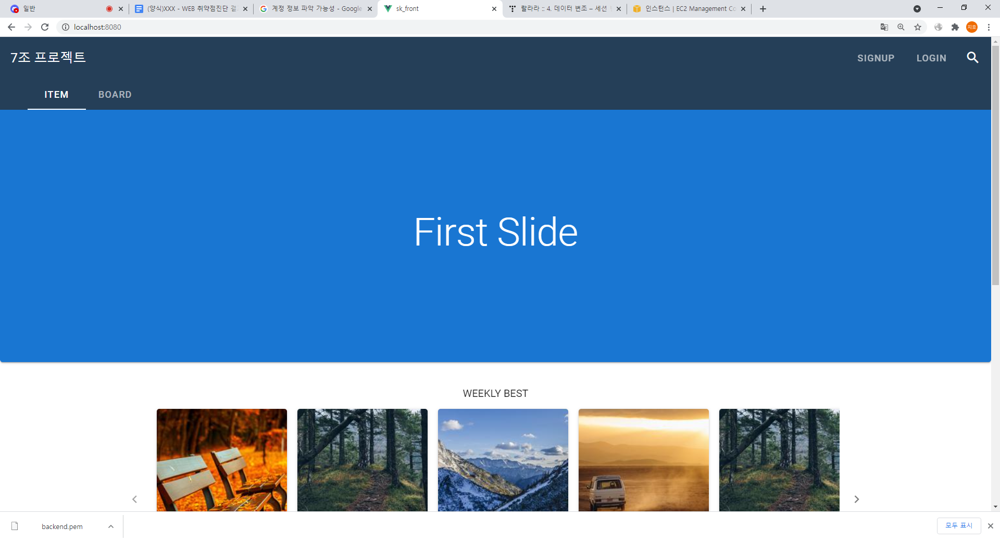 일반
(양식)XXX - WEB 취약점진단 결
계정 정보 파악 가능성 - Google
sk_front
랄라라 :: 4. 데이터 변조 – 세션
인스턴스 | EC2 Management Co
localhost:8080
지호
7조 프로젝트
SIGNUP
LOGIN
ITEM
BOARD
First Slide
WEEKLY BEST
backend.pem
모두 표시